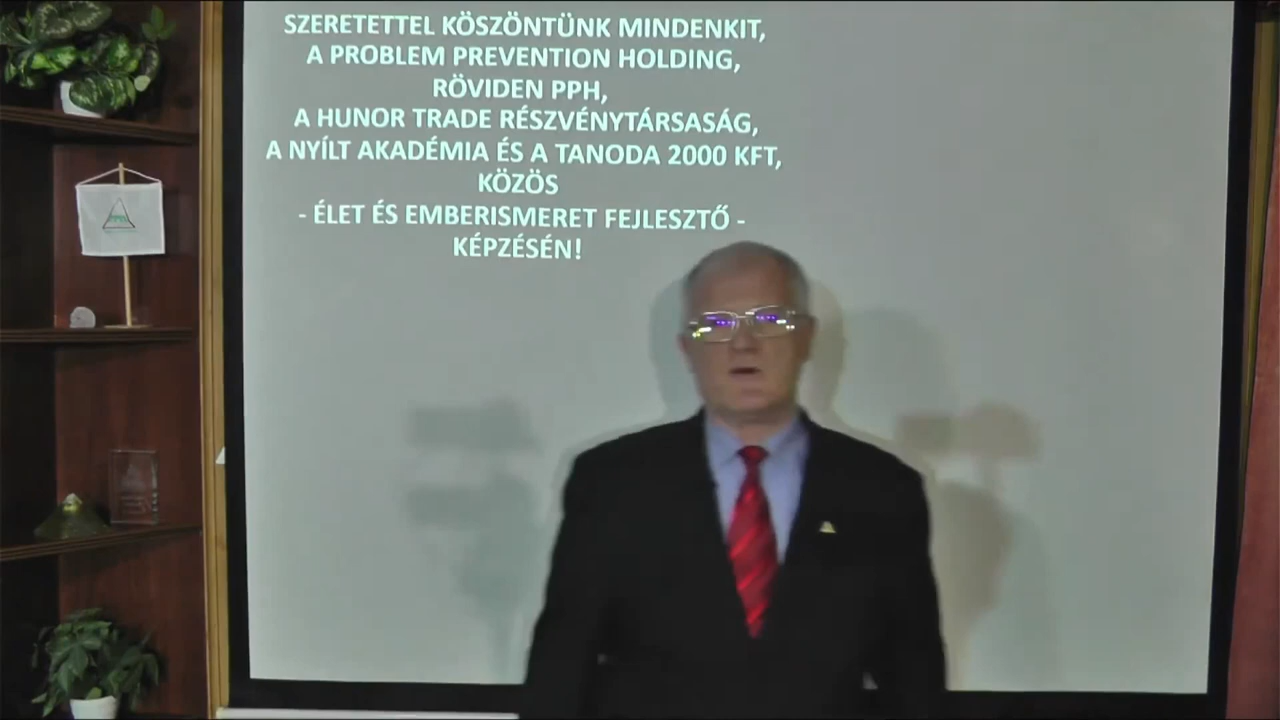 SZERETETTEL KÖSZÖNTÜNK MINDENKIT,
A PROBLEM PREVENTION HOLDING,
RÖVIDEN PPH,
A HUNOR TRADE RÉSZVÉNYTÁRSASÁG,
A NYÍLT AKADÉMIA ÉS A TANODA 2000 KFT,
KÖZÖS
- ÉLET ÉS EMBERISMERET FEJLESZTŐ -
KÉPZÉSÉN!